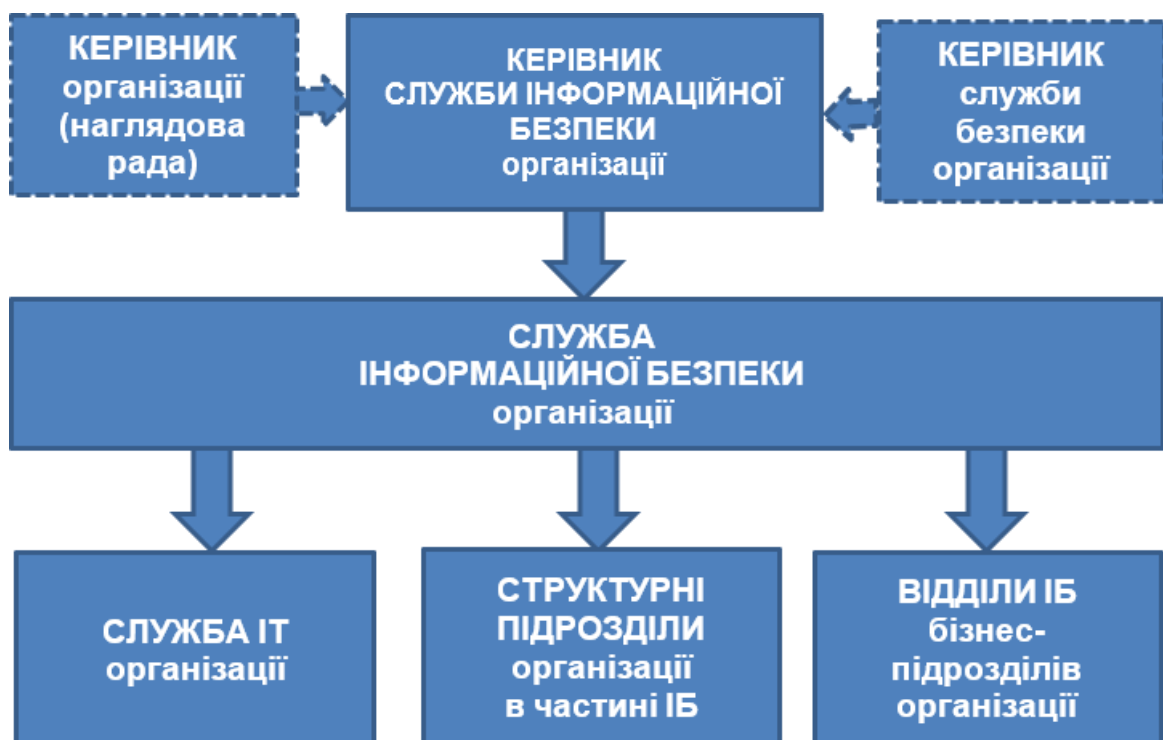 КЕРІВНИК
організації
(наглядова
рада)
КЕРІВНИК
СЛУЖБИ ІНФОРМАЦІЙНОЇ
БЕЗПЕКИ
організації
КЕРІВНИК
служби
безпеки
організації
СЛУЖБА
ІНФОРМАЦІЙНОЇ БЕЗПЕКИ
організації
СЛУЖБА ІТ
організації
СТРУКТУРНІ
ПІДРОЗДІЛИ
організації
в частині ІБ
ВІДДІЛИ ІБ
бізнес-
підрозділів
організації